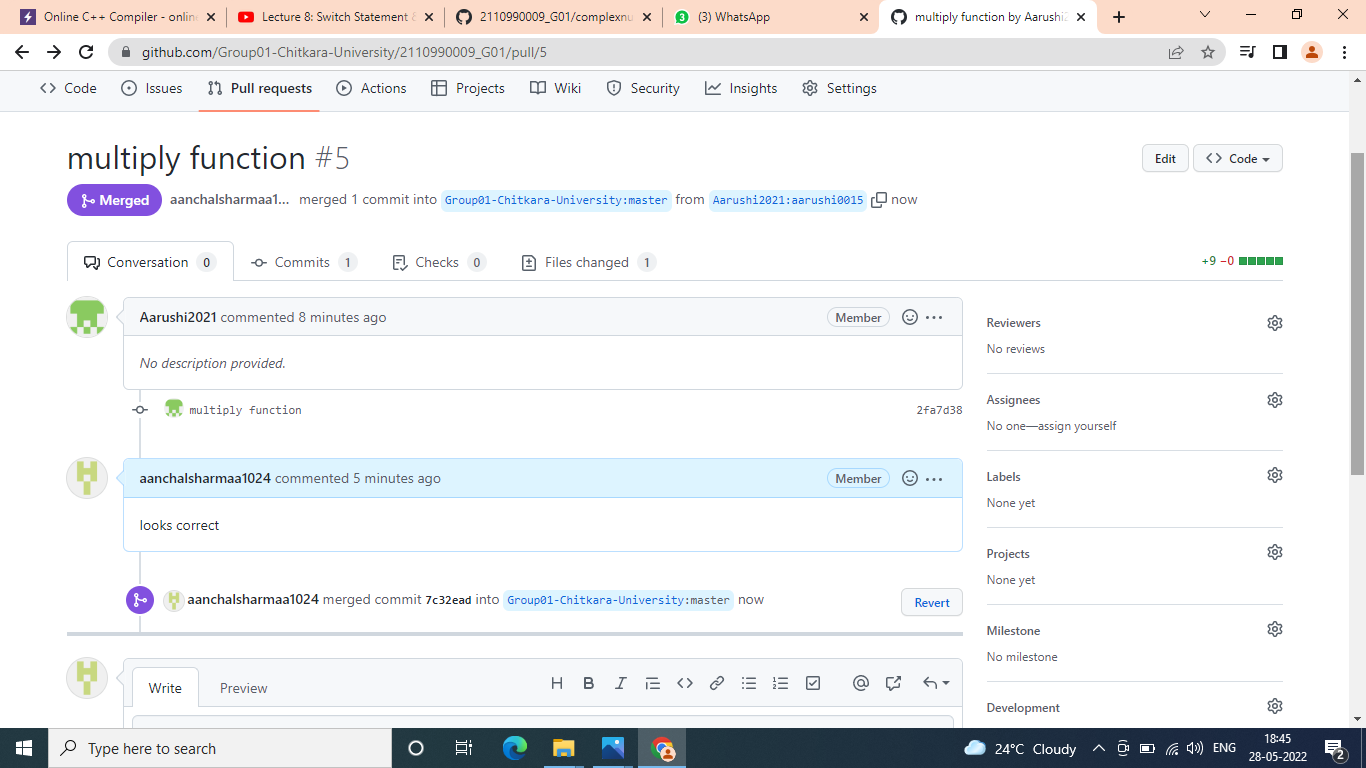 Online C++ Compiler - online
Lecture 8: Switch Statement &
2110990009_G01/complexnu
(3) WhatsApp
multiply function by Aarushi2
github.com/Group01-Chitkara-University/2110990009_G01/pull/5
Code Issues Pull requests Actions Projects Wiki Security Insights Settings
multiply function #5
Edit Code
Merged aanchalsharmaa1... merged 1 commit into Group01-Chitkara-University:master from Aarushi2021:aarushi0015 now
Conversation 0 Commits 1 Checks 0 Files changed 1 +9 −0
Aarushi2021 commented 8 minutes ago Member
No description provided.
multiply function 2fa7d38
aanchalsharmaa1024 commented 5 minutes ago Member
looks correct
aanchalsharmaa1024 merged commit 7c32ead into Group01-Chitkara-University:master now Revert
Write Preview
Reviewers
No reviews
Assignees
No one—assign yourself
Labels
None yet
Projects
None yet
Milestone
No milestone
Development
Type here to search
24°C Cloudy ENG
18:45
28-05-2022
2